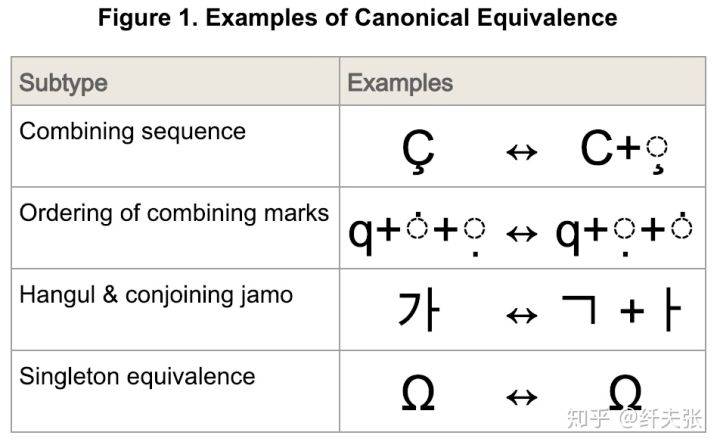 Figure 1. Examples of Canonical Equivalence
Subtype Examples
Combining sequence Ç ↔ C+◌̧
Ordering of combining marks q+◌̇+◌̣ ↔ q+◌̣+◌̇
Hangul & conjoining jamo 가 ↔ ᄀ + ᅡ
Singleton equivalence Ω ↔ Ω
知乎 @纤夫张